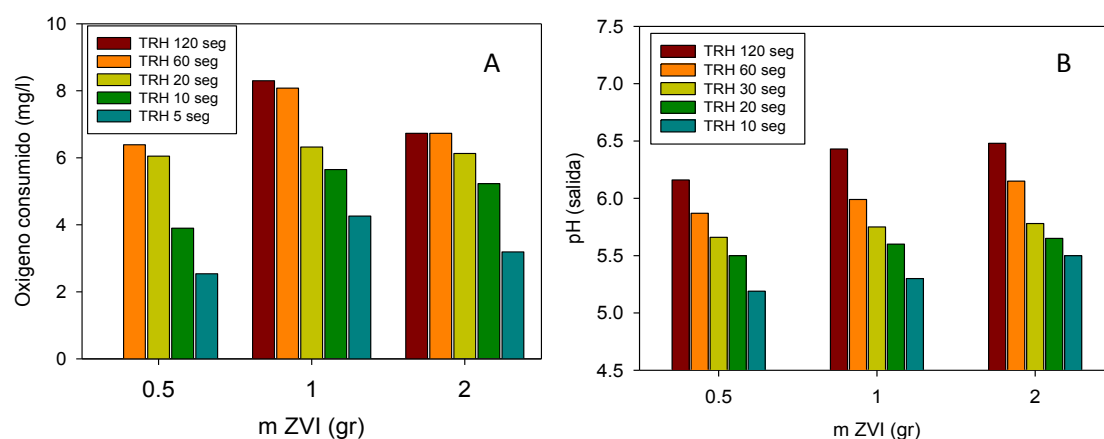 A
Oxigeno consumido (mg/l)
10
8
6
4
2
0
TRH 120 seg
TRH 60 seg
TRH 20 seg
TRH 10 seg
TRH 5 seg
0.5 1 2
m ZVI (gr)
B
pH (salida)
7.5
7.0
6.5
6.0
5.5
5.0
4.5
TRH 120 seg
TRH 60 seg
TRH 30 seg
TRH 20 seg
TRH 10 seg
0.5 1 2
m ZVI (gr)